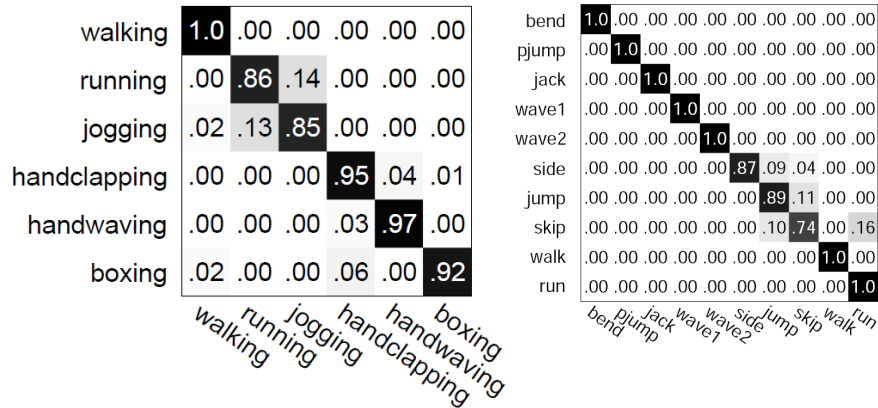 walking 1.0 .00 .00 .00 .00 .00
running .00 .86 .14 .00 .00 .00
jogging .02 .13 .85 .00 .00 .00
handclapping .00 .00 .00 .95 .04 .01
handwaving .00 .00 .00 .03 .97 .00
boxing .02 .00 .00 .06 .00 .92
walking running jogging handclapping handwaving boxing
bend 1.0 .00 .00 .00 .00 .00 .00 .00 .00 .00
pjump .00 1.0 .00 .00 .00 .00 .00 .00 .00 .00
jack .00 .00 1.0 .00 .00 .00 .00 .00 .00 .00
wave1 .00 .00 .00 1.0 .00 .00 .00 .00 .00 .00
wave2 .00 .00 .00 .00 1.0 .00 .00 .00 .00 .00
side .00 .00 .00 .00 .00 .87 .09 .04 .00 .00
jump .00 .00 .00 .00 .00 .00 .89 .11 .00 .00
skip .00 .00 .00 .00 .00 .00 .10 .74 .00 .16
walk .00 .00 .00 .00 .00 .00 .00 .00 1.0 .00
run .00 .00 .00 .00 .00 .00 .00 .00 .00 1.0
bend pjump jack wave1 wave2 side jump skip walk run